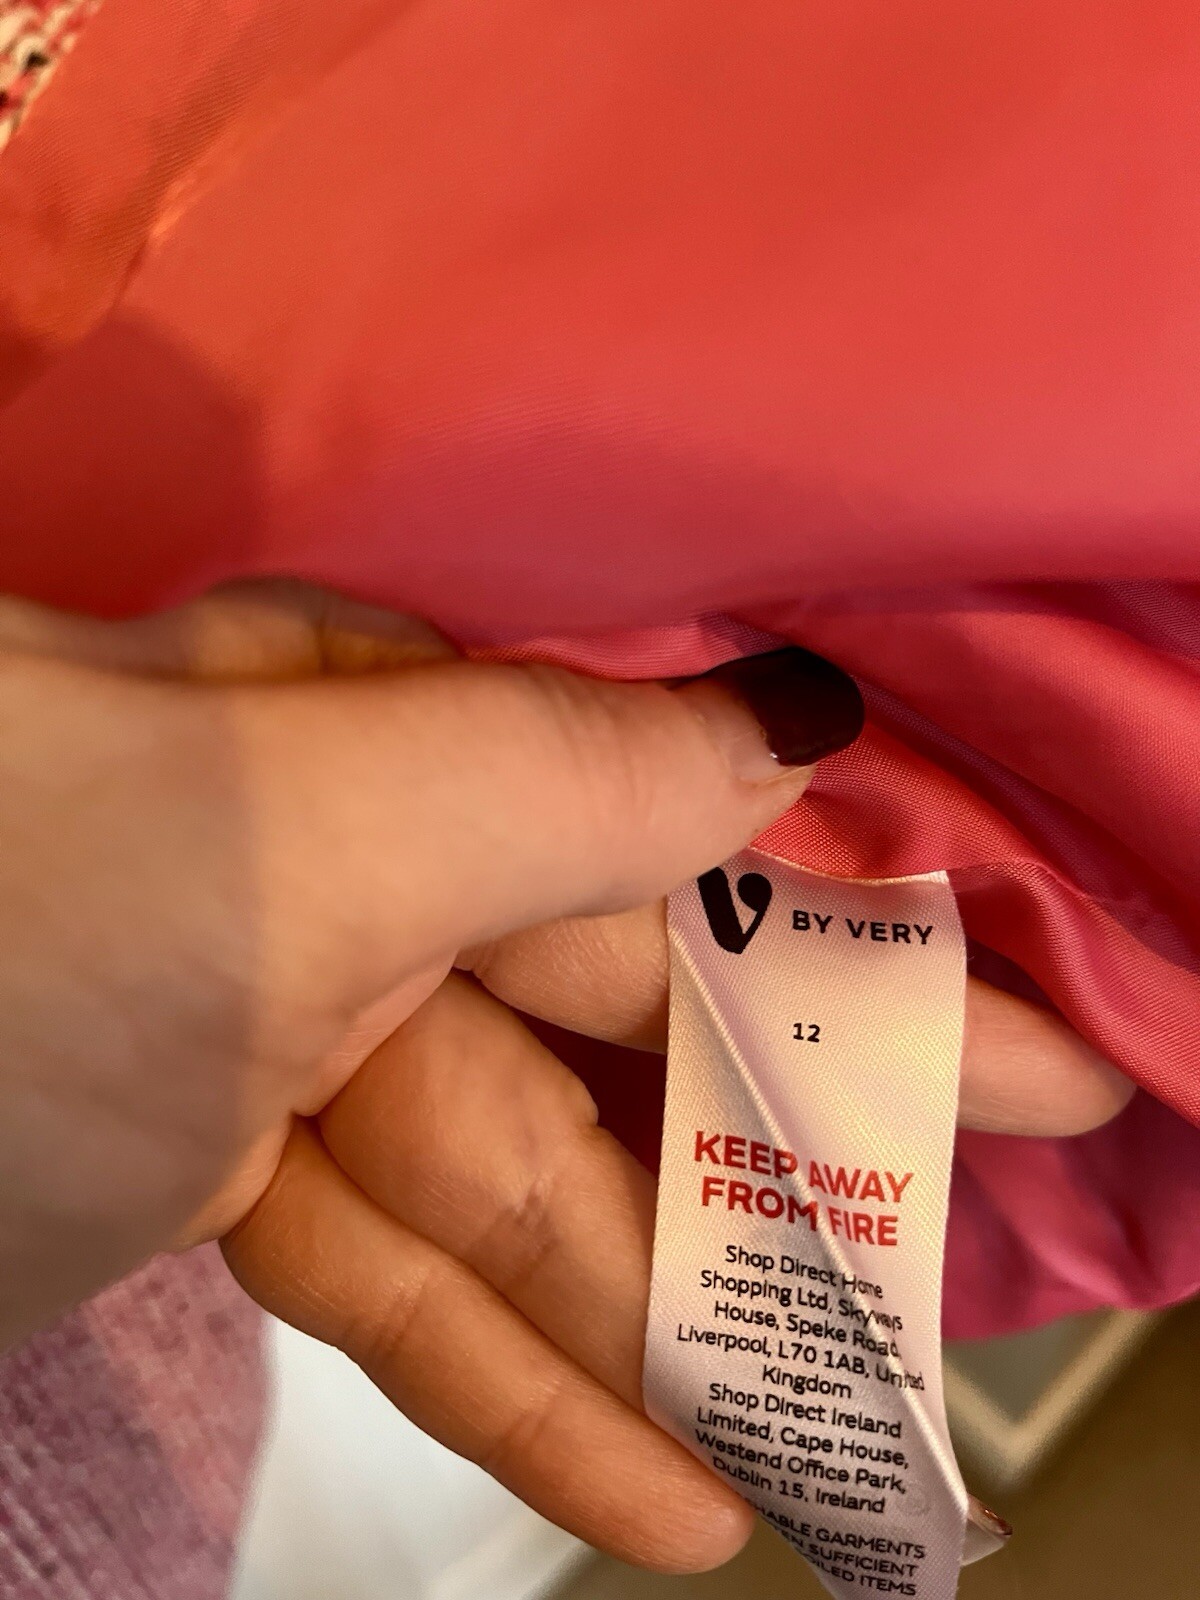 V BY VERY
12
KEEP AWAY
FROM FIRE
Shop Direct Home
Shopping Ltd, Skyways
House, Speke Road,
Liverpool, L70 1AB, United
Kingdom
Shop Direct Ireland
Limited, Cape House,
Westend Office Park,
Dublin 15, Ireland
GARMENTS
SUFFICIENT
ITEMS